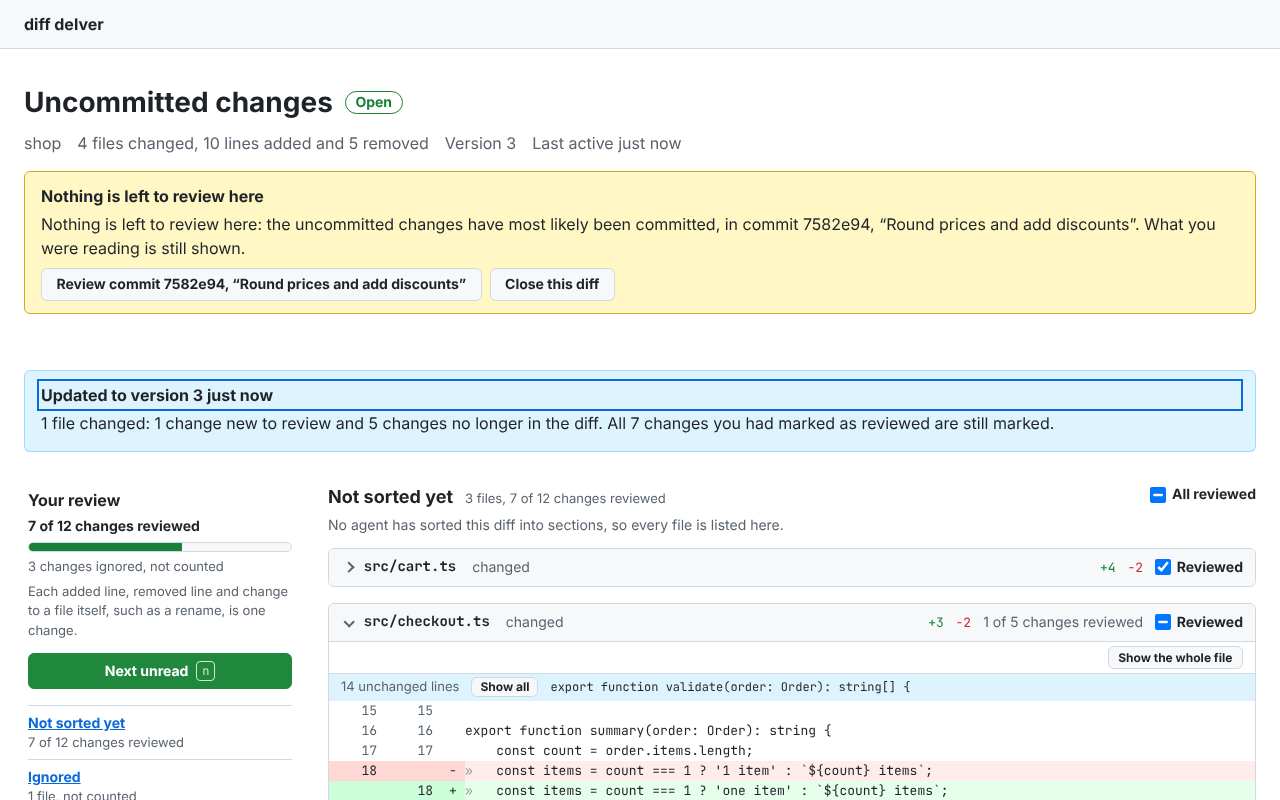 diff delver
Uncommitted changes Open
shop 4 files changed, 10 lines added and 5 removed Version 3 Last active just now
Nothing is left to review here
Nothing is left to review here: the uncommitted changes have most likely been committed, in commit 7582e94, “Round prices and add discounts”. What you
were reading is still shown.
Review commit 7582e94, “Round prices and add discounts” Close this diff
Updated to version 3 just now
1 file changed: 1 change new to review and 5 changes no longer in the diff. All 7 changes you had marked as reviewed are still marked.
Your review
7 of 12 changes reviewed
3 changes ignored, not counted
Each added line, removed line and change
to a file itself, such as a rename, is one
change.
Next unread n
Not sorted yet
7 of 12 changes reviewed
Ignored
1 file, not counted
Not sorted yet 3 files, 7 of 12 changes reviewed All reviewed
No agent has sorted this diff into sections, so every file is listed here.
src/cart.ts changed +4 -2 Reviewed
src/checkout.ts changed +3 -2 1 of 5 changes reviewed Reviewed
Show the whole file
14 unchanged lines Show all export function validate(order: Order): string[] {
15 15
16 16 export function summary(order: Order): string {
17 17 const count = order.items.length;
18 - » const items = count === 1 ? '1 item' : `${count} items`;
18 + » const items = count === 1 ? 'one item' : `${count} items`;